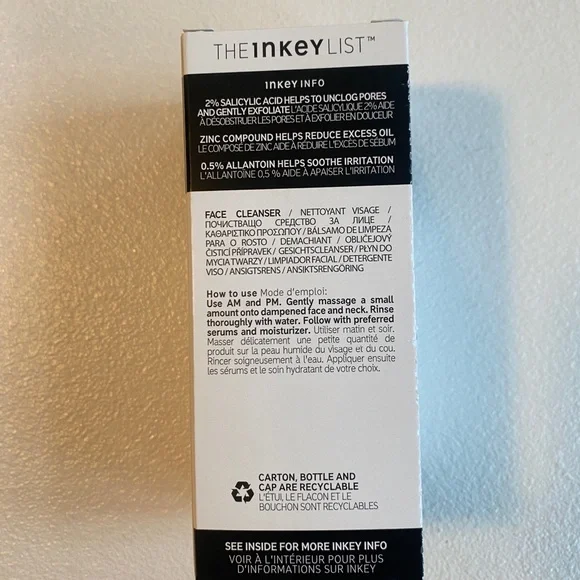 THE INKEY LIST™
INKEY INFO
2% SALICYLIC ACID HELPS TO UNCLOG PORES
AND GENTLY EXFOLIATE L'ACIDE SALICYLIQUE 2% AIDE
À DÉSOBSTRUER LES PORES ET À EXFOLIER EN DOUCEUR
ZINC COMPOUND HELPS REDUCE EXCESS OIL
LE COMPOSÉ DE ZINC AIDE À RÉDUIRE L'EXCÈS DE SÉBUM
0.5% ALLANTOIN HELPS SOOTHE IRRITATION
L'ALLANTOÏNE 0,5 % AIDE À APAISER L'IRRITATION
FACE CLEANSER / NETTOYANT VISAGE /
ПОЧИСТВАЩО СРЕДСТВО ЗА ЛИЦЕ /
ΚΑΘΑΡΙΣΤΙΚΟ ΠΡΟΣΩΠΟΥ / BÁLSAMO DE LIMPEZA
PARA O ROSTO / DEMACHIANT / OBLIČEJOVÝ
ČISTICÍ PŘÍPRAVEK / GESICHTSCLEANSER / PŁYN DO
MYCIA TWARZY / LIMPIADOR FACIAL / DETERGENTE
VISO / ANSIGTSRENS / ANSIKTSRENGÖRING
How to use Mode d'emploi:
Use AM and PM. Gently massage a small
amount onto dampened face and neck. Rinse
thoroughly with water. Follow with preferred
serums and moisturizer. Utiliser matin et soir.
Masser délicatement une petite quantité de
produit sur la peau humide du visage et du cou.
Rincer soigneusement à l'eau. Appliquer ensuite
les sérums et le soin hydratant de votre choix.
CARTON, BOTTLE AND
CAP ARE RECYCLABLE
L'ÉTUI, LE FLACON ET LE
BOUCHON SONT RECYCLABLES
SEE INSIDE FOR MORE INKEY INFO
VOIR À L'INTÉRIEUR POUR PLUS
D'INFORMATIONS SUR INKEY